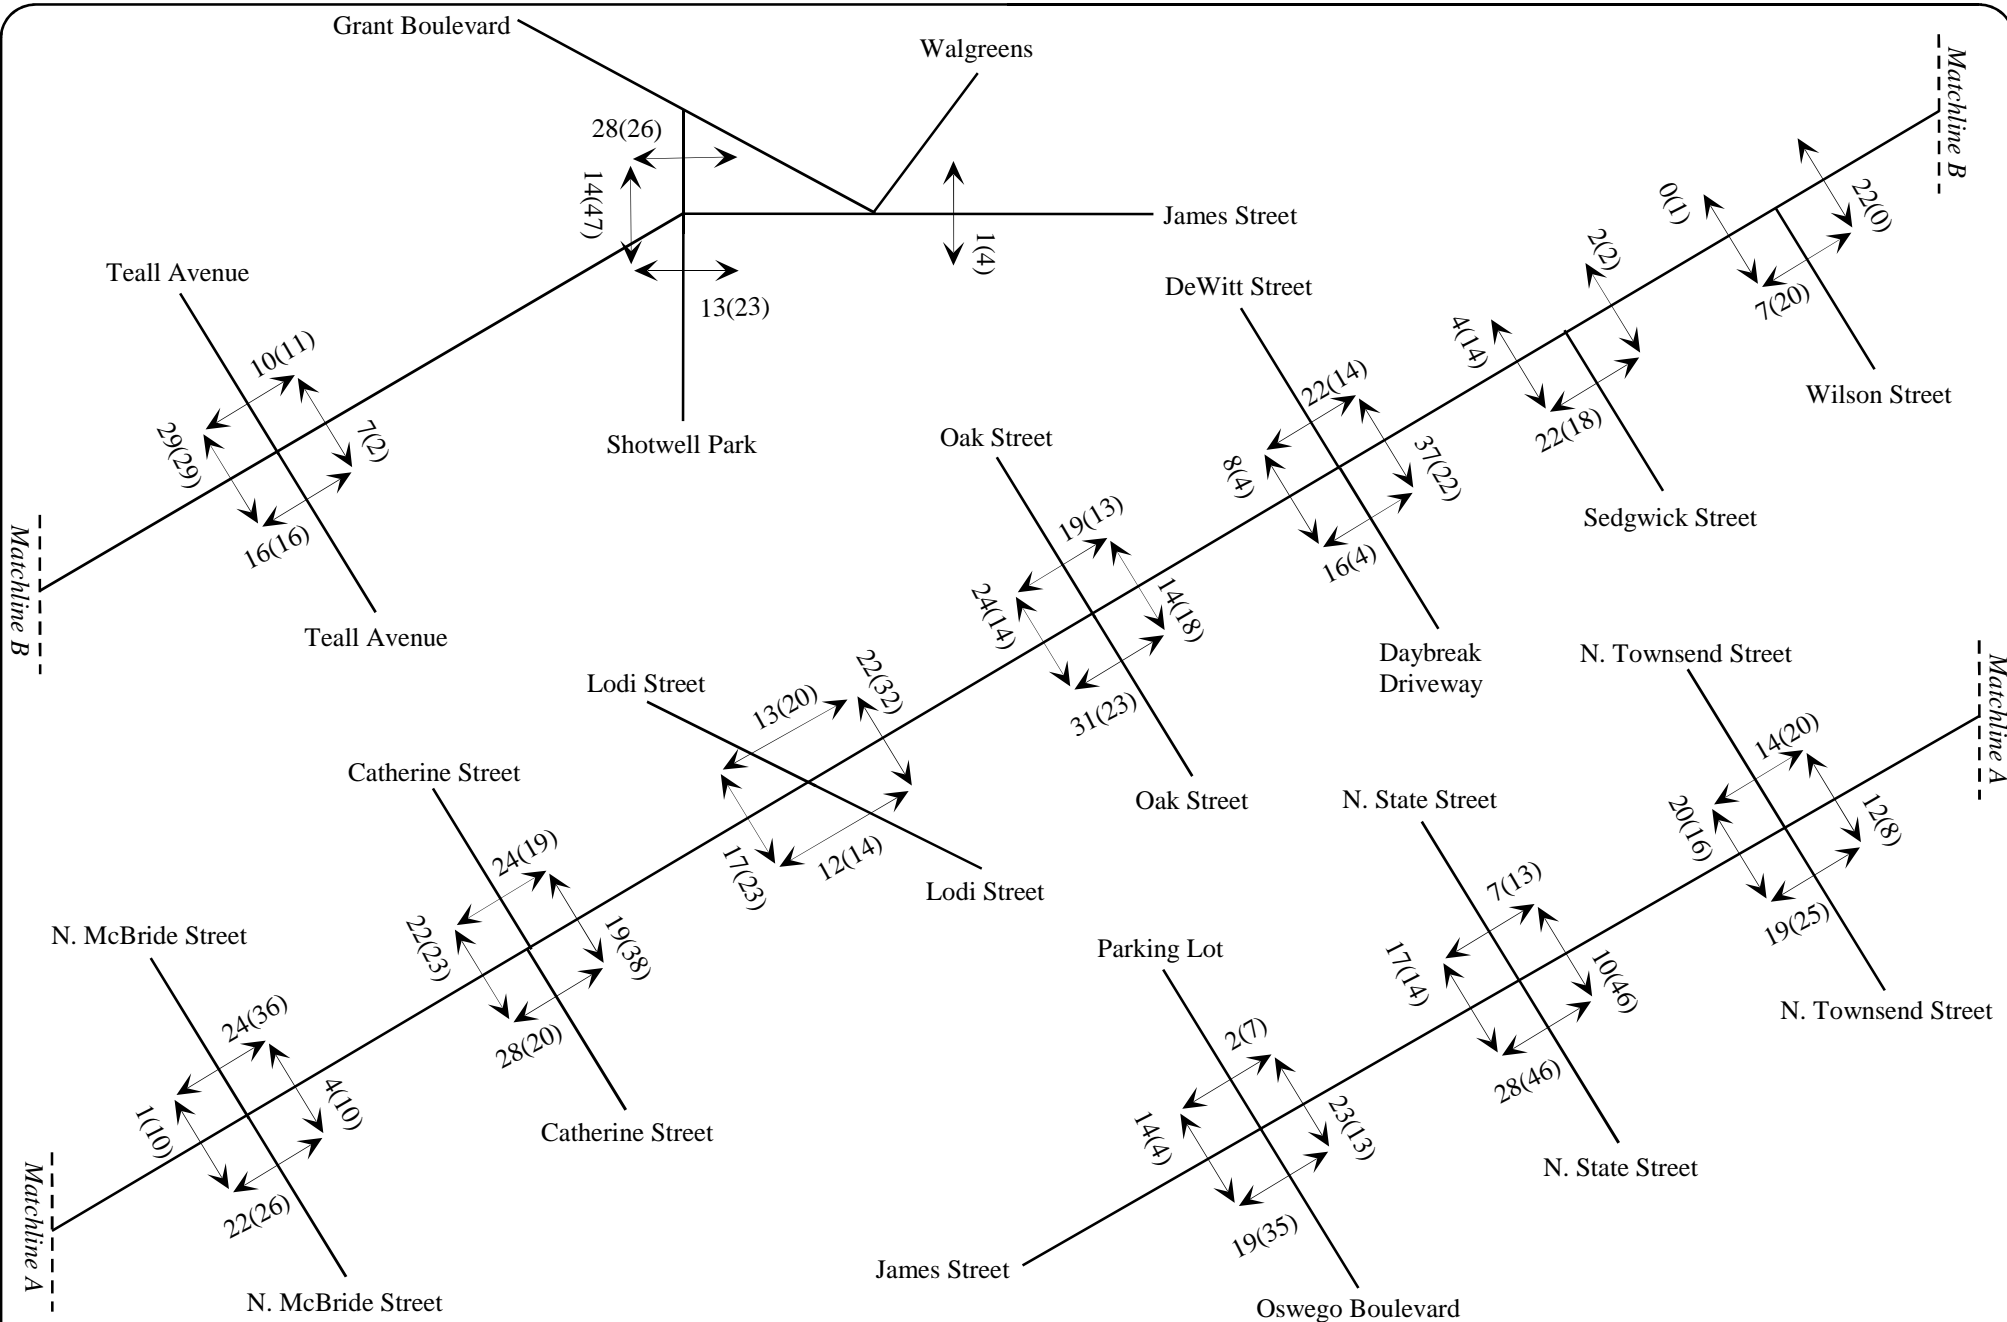 Grant Boulevard
Walgreens
Matchline B
28(26)
14(47)
James Street
1(4)
13(23)
Shotwell Park
Teall Avenue
10(11)
29(29)
7(2)
16(16)
Teall Avenue
Matchline B
0(1)
22(0)
7(20)
Wilson Street
2(2)
4(14)
22(18)
Sedgwick Street
DeWitt Street
22(14)
8(4)
37(22)
16(4)
Daybreak
Driveway
Oak Street
19(13)
24(14)
14(18)
31(23)
Oak Street
Lodi Street
13(20)
22(32)
17(23)
12(14)
Lodi Street
Catherine Street
24(19)
22(23)
19(38)
28(20)
Catherine Street
N. McBride Street
24(36)
1(10)
4(10)
22(26)
N. McBride Street
Matchline A
N. Townsend Street
Matchline A
14(20)
20(16)
12(8)
19(25)
N. Townsend Street
N. State Street
7(13)
17(14)
10(46)
28(46)
N. State Street
Parking Lot
2(7)
14(4)
23(13)
19(35)
James Street
Oswego Boulevard